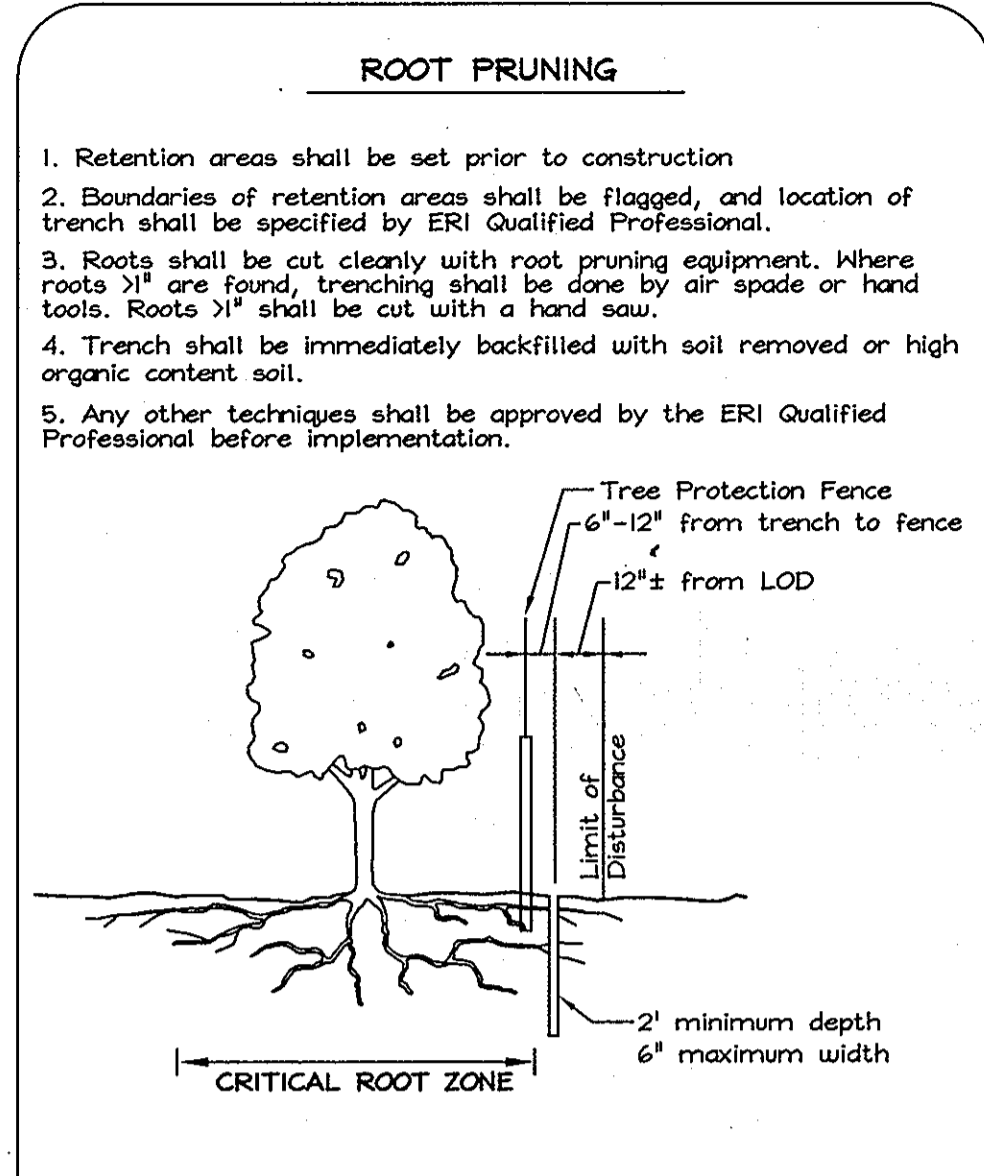 ROOT PRUNING
1. Retention areas shall be set prior to construction
2. Boundaries of retention areas shall be flagged, and location of
trench shall be specified by ERI Qualified Professional.
3. Roots shall be cut cleanly with root pruning equipment. Where
roots >1" are found, trenching shall be done by air spade or hand
tools. Roots >1" shall be cut with a hand saw.
4. Trench shall be immediately backfilled with soil removed or high
organic content soil.
5. Any other techniques shall be approved by the ERI Qualified
Professional before implementation.
Tree Protection Fence
6"-12" from trench to fence
12"± from LOD
Limit of
Disturbance
2' minimum depth
6" maximum width
CRITICAL ROOT ZONE